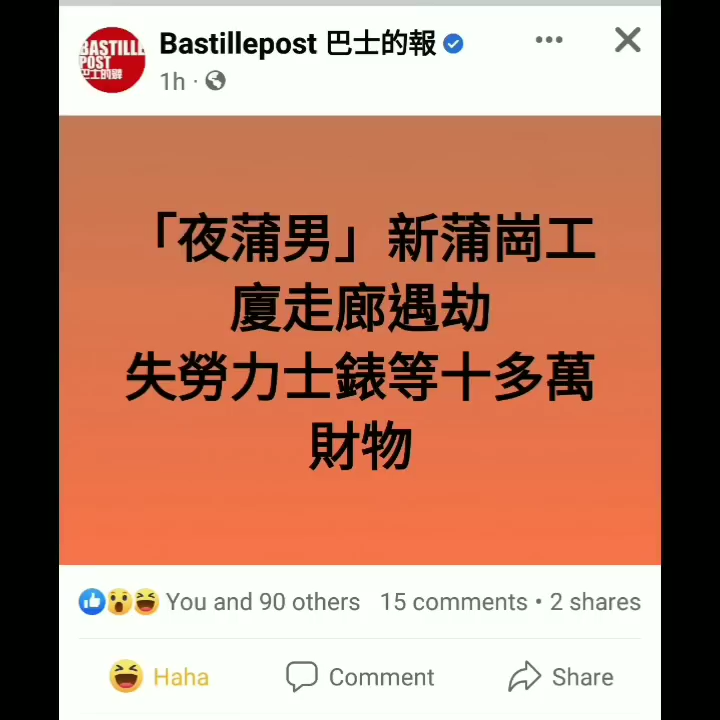 BASTILLE
POST
巴士的報
Bastillepost 巴士的報
1h ·
「夜蒲男」新蒲崗工
廈走廊遇劫
失勞力士錶等十多萬
財物
You and 90 others 15 comments • 2 shares
Haha Comment Share